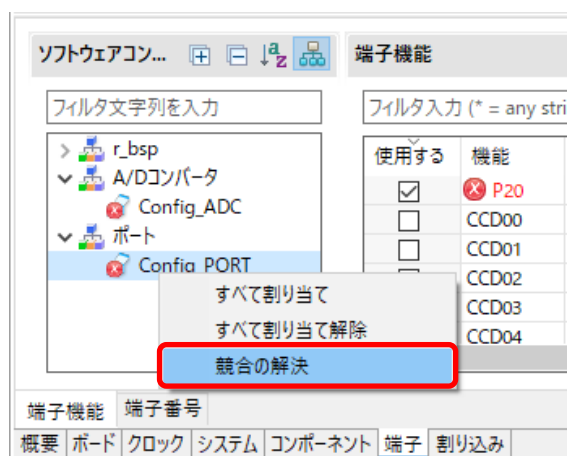 ソフトウェアコン...
端子機能
フィルタ文字列を入力
フィルタ入力 (* = any stri
r_bsp
A/Dコンバータ
Config_ADC
ポート
Config_PORT
使用する 機能
P20
CCD00
CCD01
CCD02
CCD03
CCD04
すべて割り当て
すべて割り当て解除
競合の解決
端子機能 端子番号
概要 ボード クロック システム コンポーネント 端子 割り込み